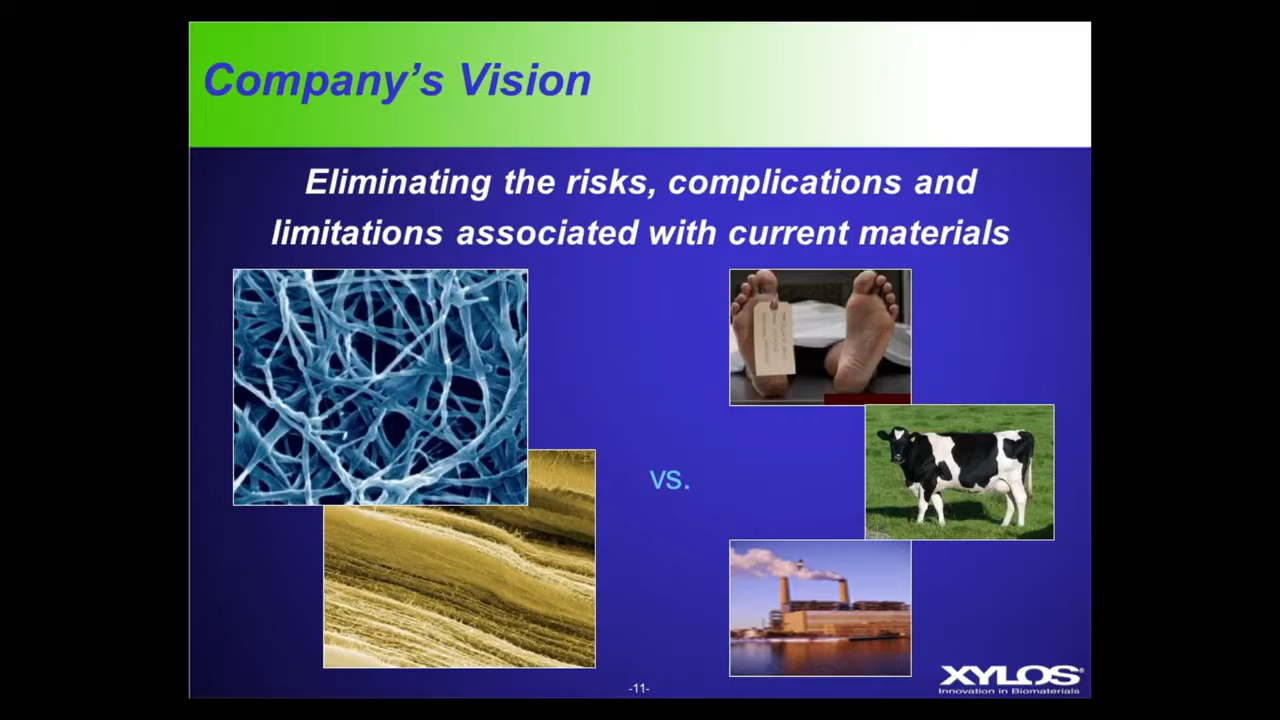 Company’s Vision
Eliminating the risks, complications and
limitations associated with current materials
vs.
-11-
XYLOS®
Innovation in Biomaterials